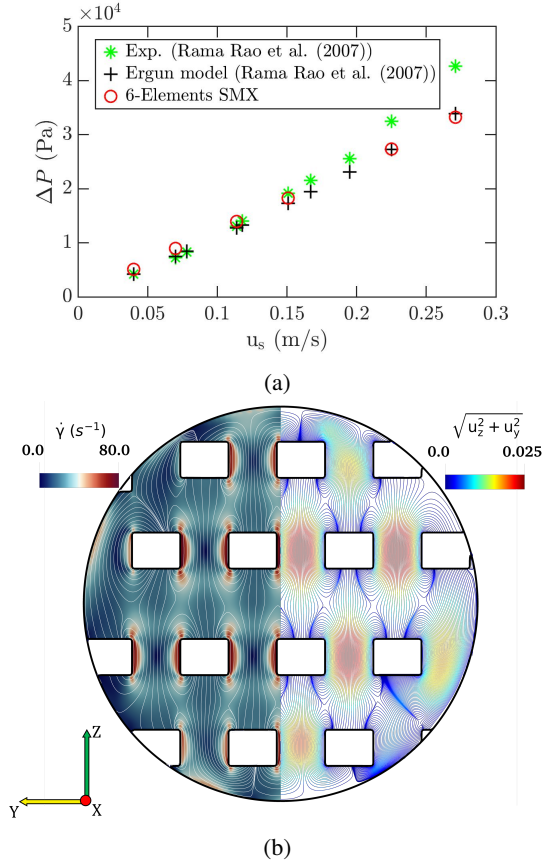 ×10⁴
5
4
3
2
1
0
ΔP (Pa)
Exp. (Rama Rao et al. (2007))
Ergun model (Rama Rao et al. (2007))
6-Elements SMX
0 0.05 0.1 0.15 0.2 0.25 0.3
uₛ (m/s)
(a)
γ̇ (s⁻¹)
0.0 80.0
√(u_z² + u_y²)
0.0 0.025
Z
Y
X
(b)